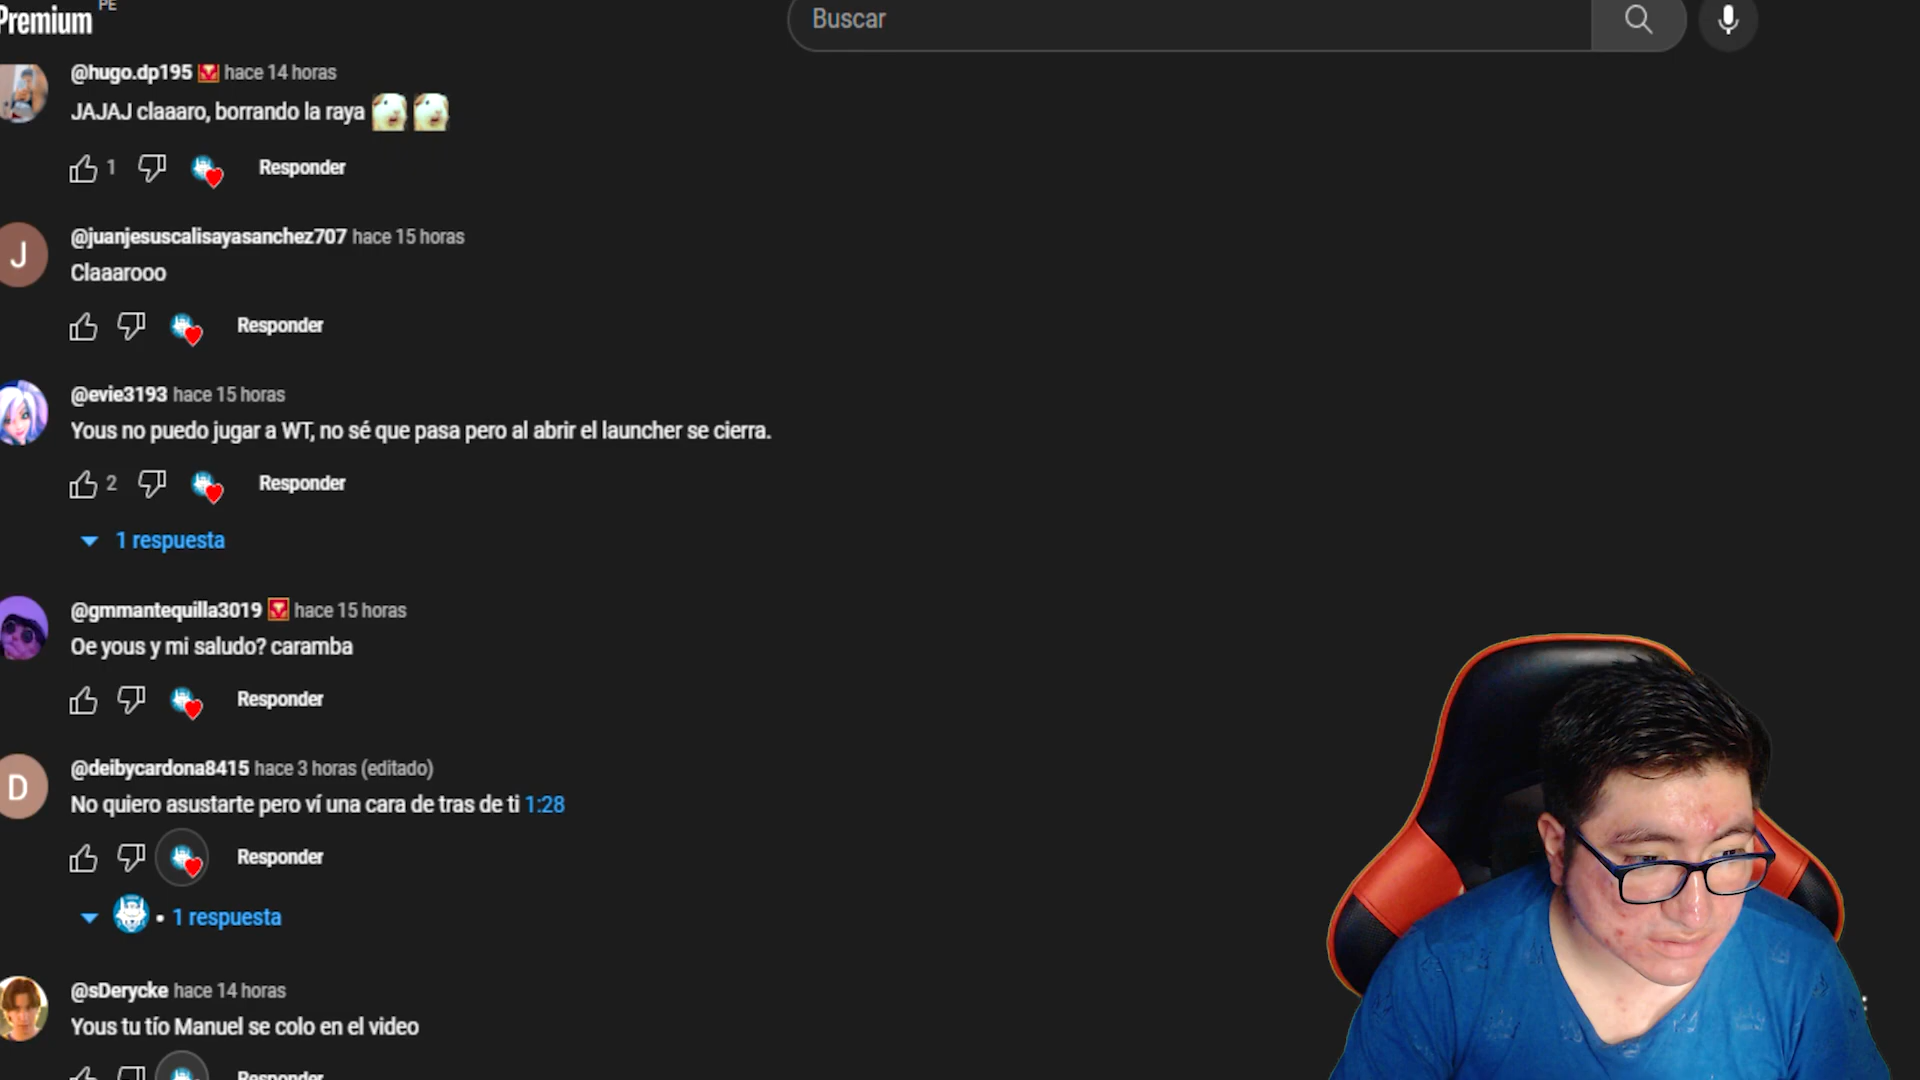 Premium PE
Buscar
@hugo.dp195 hace 14 horas
JAJAJ claaaro, borrando la raya
1 Responder
J
@juanjesuscalisayasanchez707 hace 15 horas
Claaarooo
Responder
@evie3193 hace 15 horas
Yous no puedo jugar a WT, no sé que pasa pero al abrir el launcher se cierra.
2 Responder
1 respuesta
@gmmantequilla3019 hace 15 horas
Oe yous y mi saludo? caramba
Responder
D
@deibycardona8415 hace 3 horas (editado)
No quiero asustarte pero ví una cara de tras de ti 1:28
Responder
• 1 respuesta
@sDerycke hace 14 horas
Yous tu tío Manuel se colo en el video
Responder